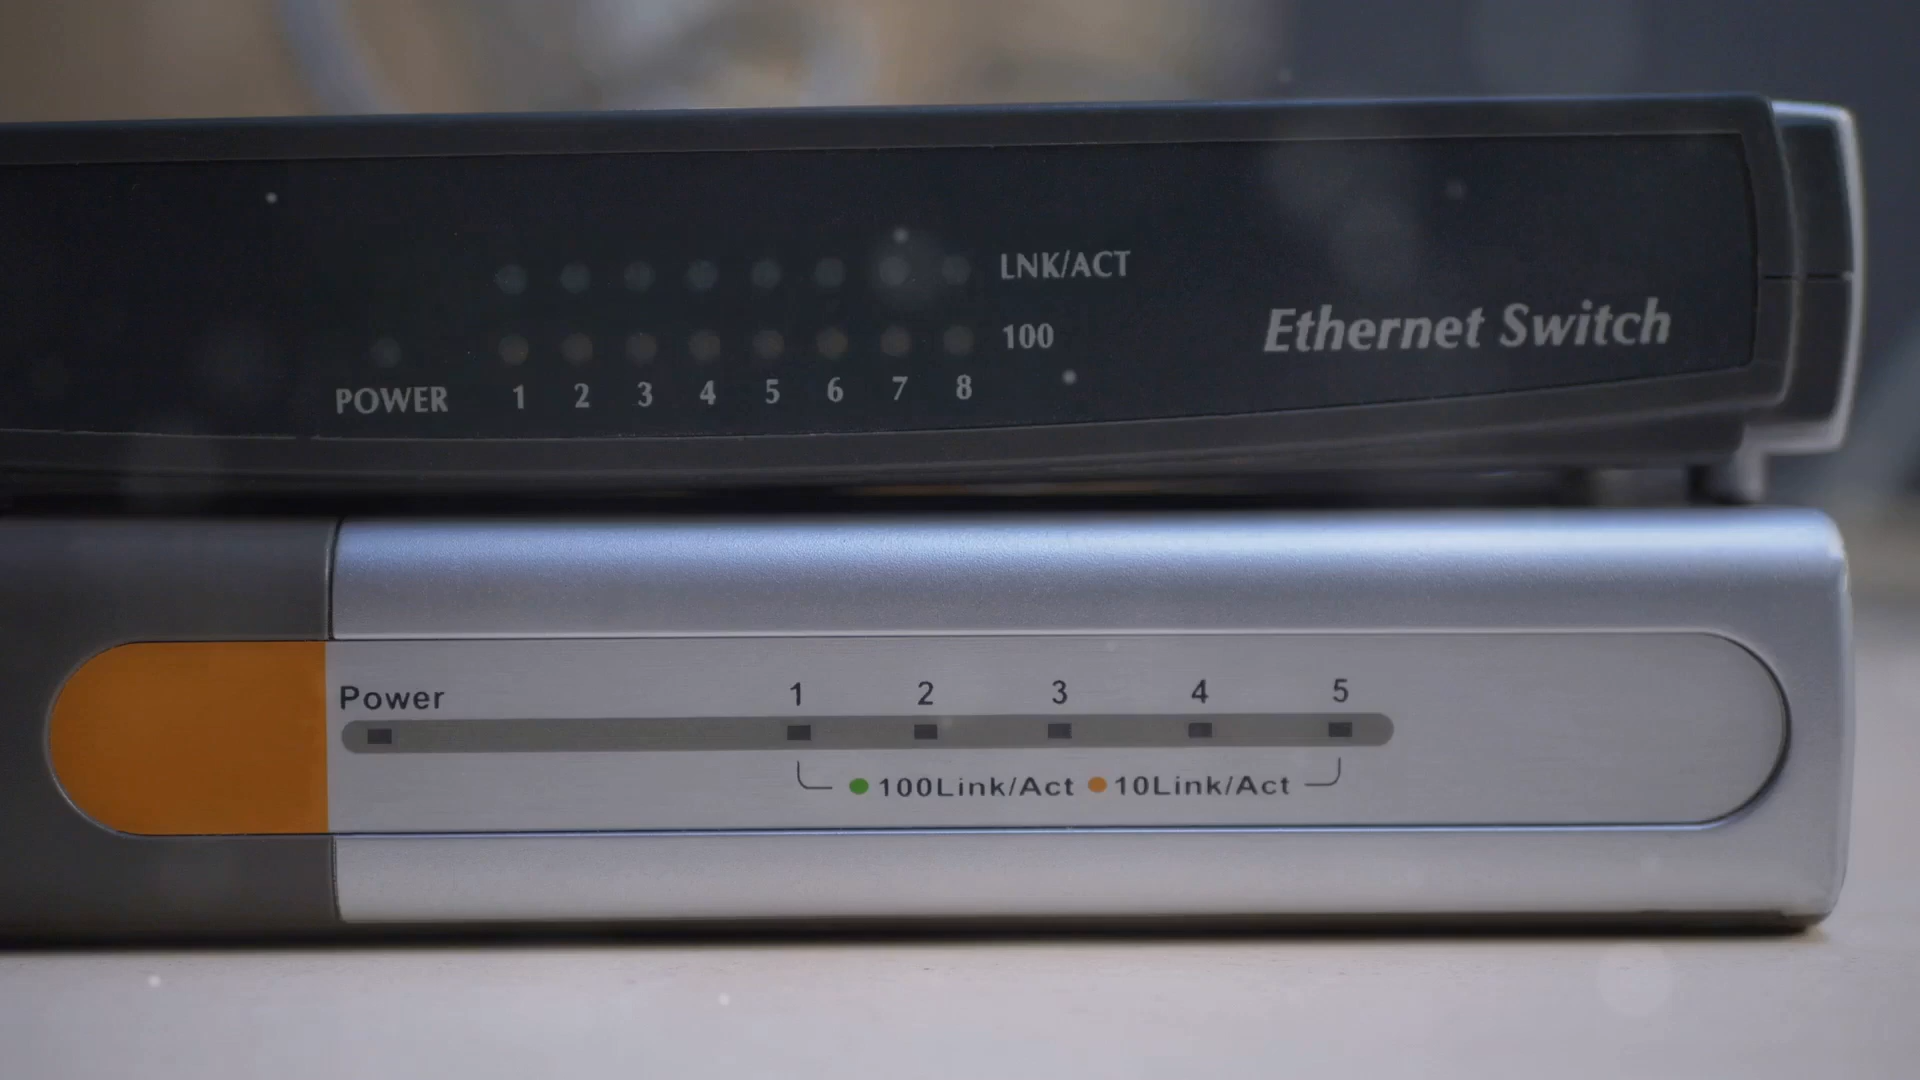 LNK/ACT
100
Ethernet Switch
POWER 1 2 3 4 5 6 7 8
Power 1 2 3 4 5
100Link/Act 10Link/Act